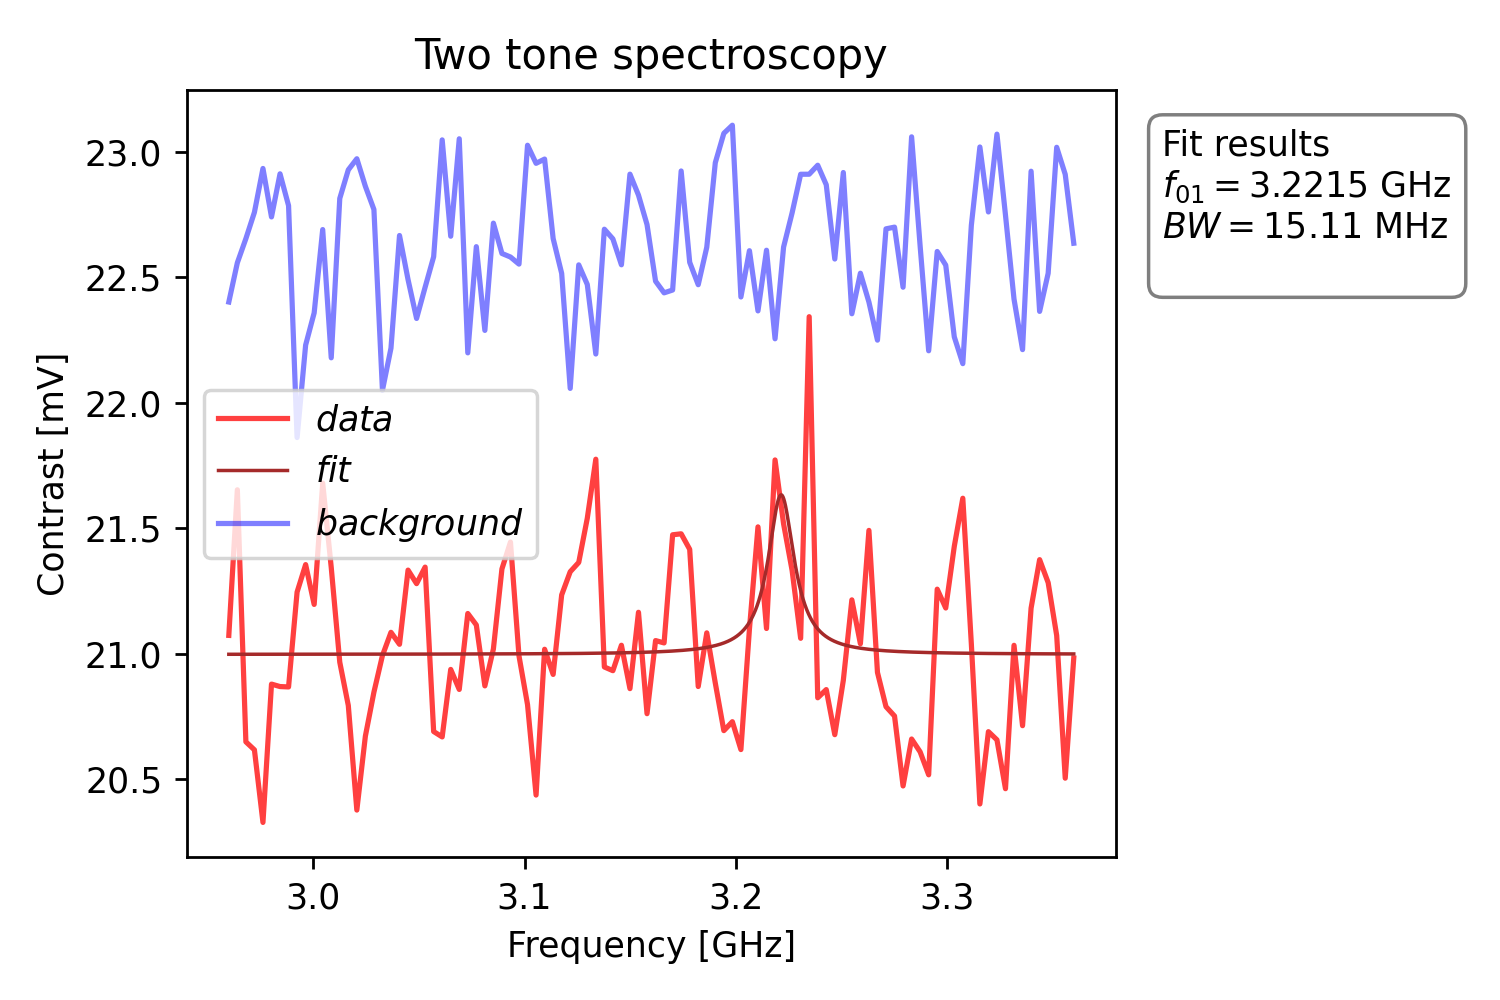 Two tone spectroscopy
Contrast [mV]
23.0
22.5
22.0
21.5
21.0
20.5
3.0 3.1 3.2 3.3
Frequency [GHz]
data
fit
background
Fit results
f01 = 3.2215 GHz
BW = 15.11 MHz